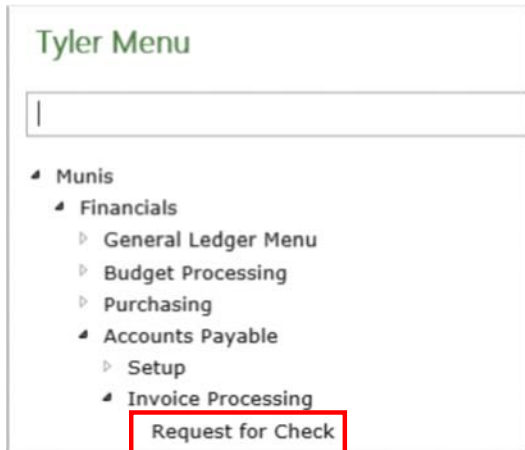 Tyler Menu
Munis
Financials
General Ledger Menu
Budget Processing
Purchasing
Accounts Payable
Setup
Invoice Processing
Request for Check